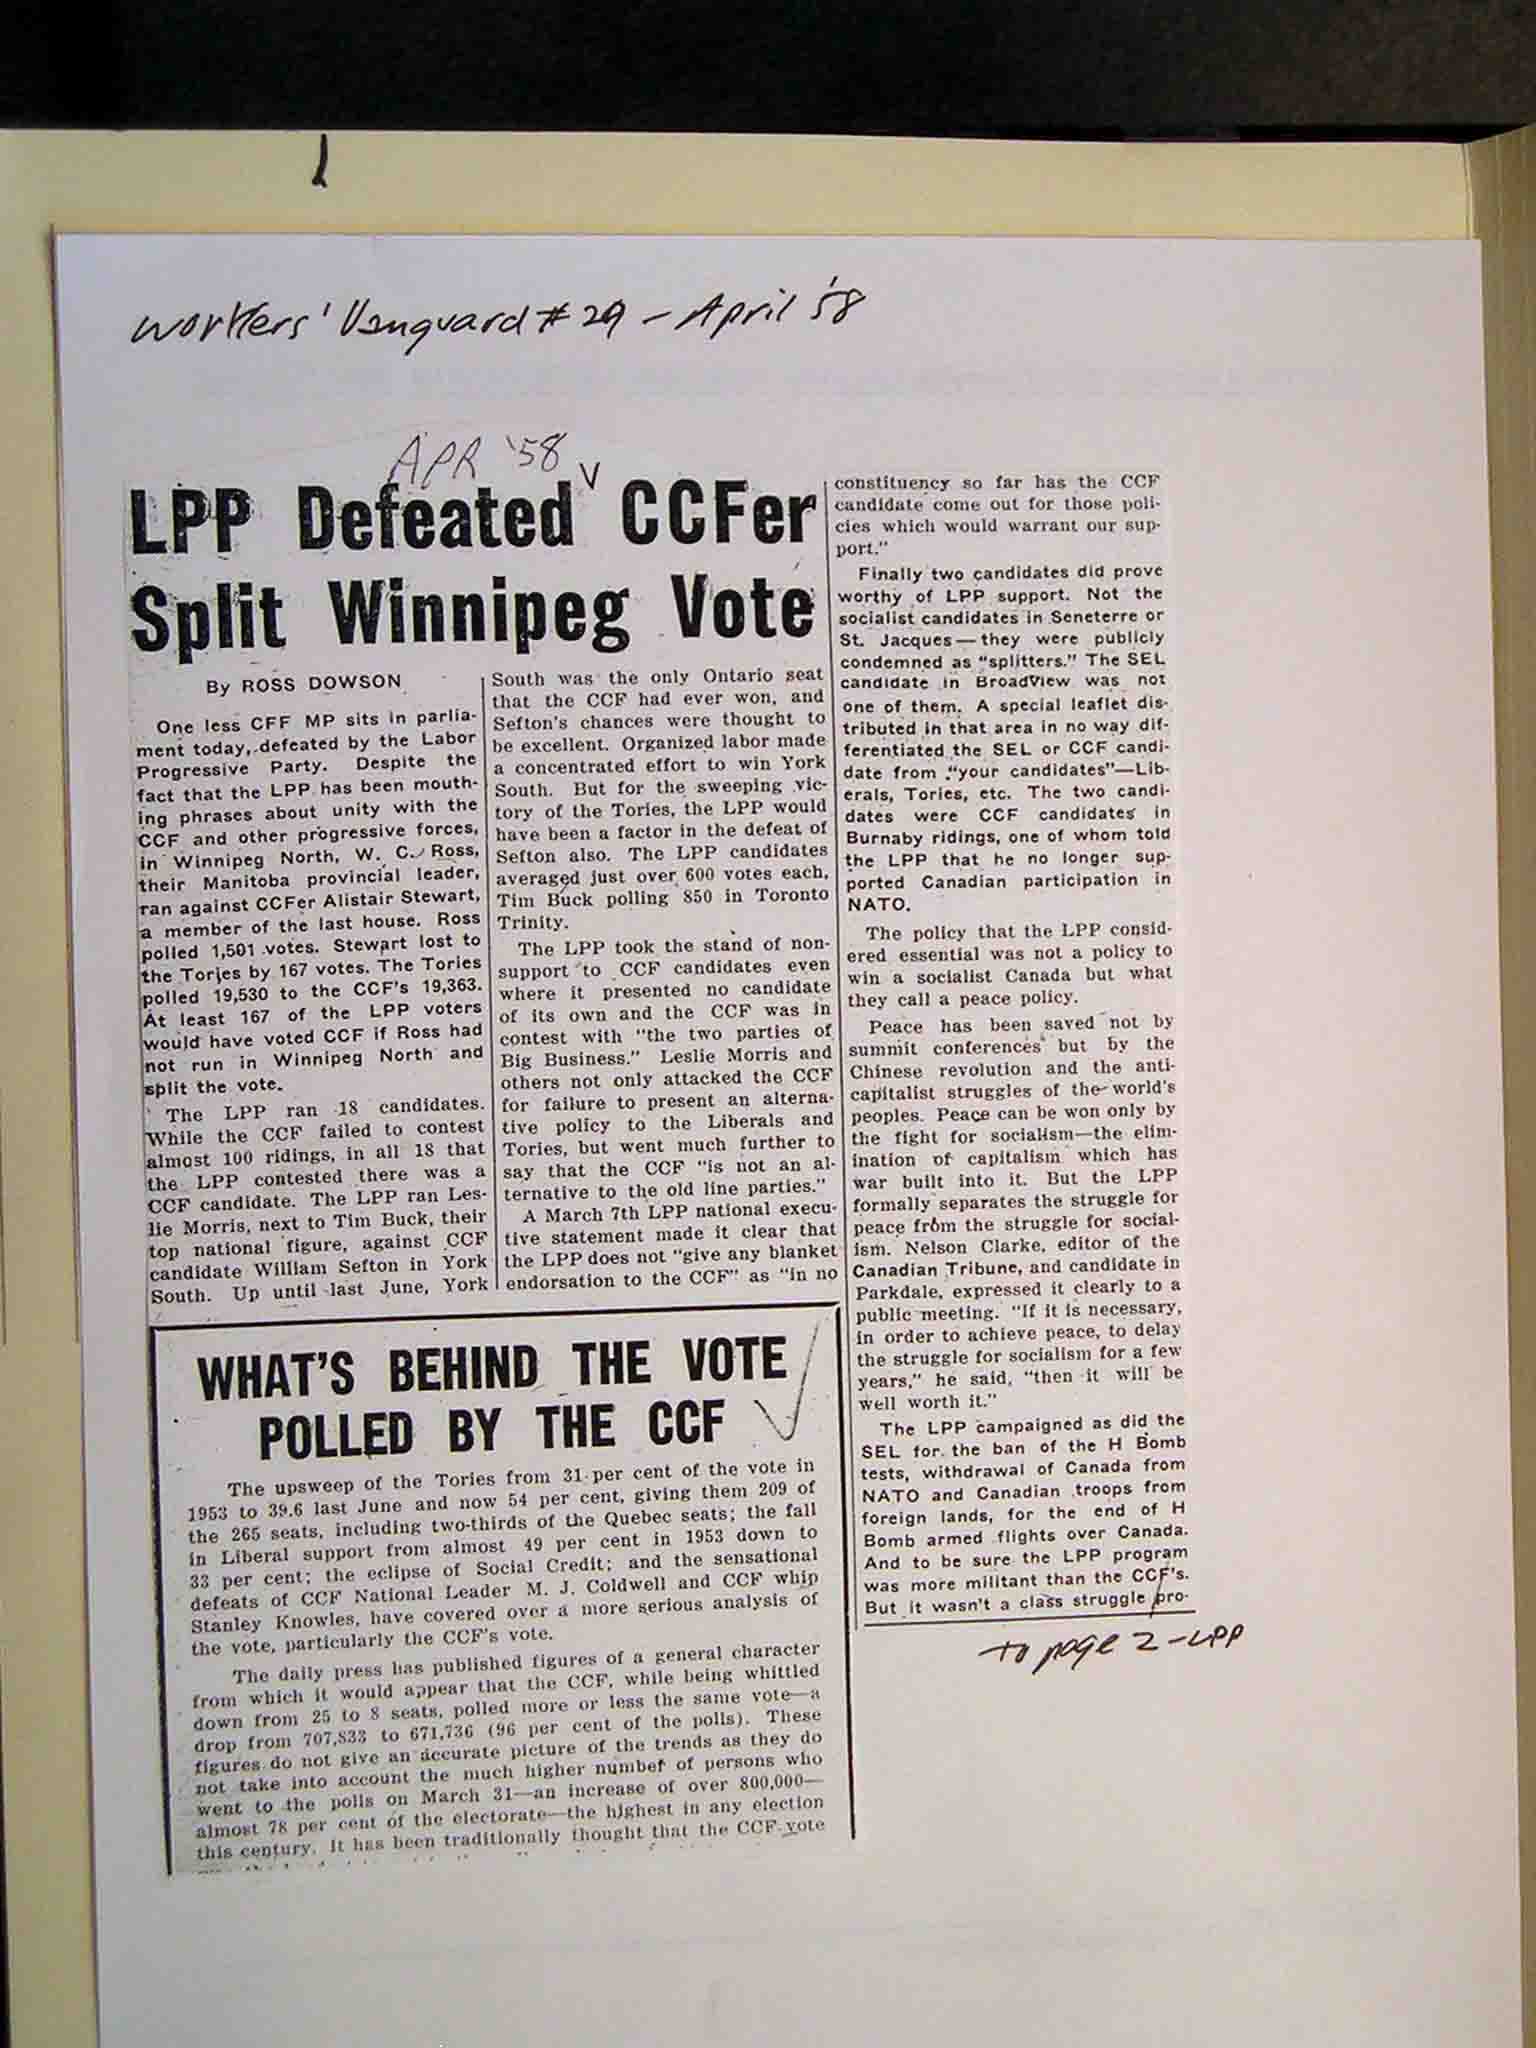 Workers' Vanguard #29 - April '58
APR '58
LPP Defeated CCFer
Split Winnipeg Vote
By ROSS DOWSON
One less CFF MP sits in parlia-
ment today, defeated by the Labor
Progressive Party. Despite the
fact that the LPP has been mouth-
ing phrases about unity with the
CCF and other progressive forces,
in Winnipeg North, W. C. Ross,
their Manitoba provincial leader,
ran against CCFer Alistair Stewart,
a member of the last house. Ross
polled 1,501 votes. Stewart lost to
the Tories by 167 votes. The Tories
polled 19,530 to the CCF's 19,363.
At least 167 of the LPP voters
would have voted CCF if Ross had
not run in Winnipeg North and
split the vote.
The LPP ran 18 candidates.
While the CCF failed to contest
almost 100 ridings, in all 18 that
the LPP contested there was a
CCF candidate. The LPP ran Les-
lie Morris, next to Tim Buck, their
top national figure, against CCF
candidate William Sefton in York
South. Up until last June, York
South was the only Ontario seat
that the CCF had ever won, and
Sefton's chances were thought to
be excellent. Organized labor made
a concentrated effort to win York
South. But for the sweeping vic-
tory of the Tories, the LPP would
have been a factor in the defeat of
Sefton also. The LPP candidates
averaged just over 600 votes each,
Tim Buck polling 850 in Toronto
Trinity.
The LPP took the stand of non-
support to CCF candidates even
where it presented no candidate
of its own and the CCF was in
contest with "the two parties of
Big Business." Leslie Morris and
others not only attacked the CCF
for failure to present an alterna-
tive policy to the Liberals and
Tories, but went much further to
say that the CCF "is not an al-
ternative to the old line parties."
A March 7th LPP national execu-
tive statement made it clear that
the LPP does not "give any blanket
endorsation to the CCF" as "in no
constituency so far has the CCF
candidate come out for those poli-
cies which would warrant our sup-
port."
Finally two candidates did prove
worthy of LPP support. Not the
socialist candidates in Seneterre or
St. Jacques—they were publicly
condemned as "splitters." The SEL
candidate in BroadView was not
one of them. A special leaflet dis-
tributed in that area in no way dif-
ferentiated the SEL or CCF candi-
date from "your candidates"—Lib-
erals, Tories, etc. The two candi-
dates were CCF candidates in
Burnaby ridings, one of whom told
the LPP that he no longer sup-
ported Canadian participation in
NATO.
The policy that the LPP consid-
ered essential was not a policy to
win a socialist Canada but what
they call a peace policy.
Peace has been saved not by
summit conferences but by the
Chinese revolution and the anti-
capitalist struggles of the world's
peoples. Peace can be won only by
the fight for socialism—the elim-
ination of capitalism which has
war built into it. But the LPP
formally separates the struggle for
peace from the struggle for social-
ism. Nelson Clarke, editor of the
Canadian Tribune, and candidate in
Parkdale, expressed it clearly to a
public meeting. "If it is necessary,
in order to achieve peace, to delay
the struggle for socialism for a few
years," he said, "then it will be
well worth it."
The LPP campaigned as did the
SEL for the ban of the H Bomb
tests, withdrawal of Canada from
NATO and Canadian troops from
foreign lands, for the end of H
Bomb armed flights over Canada.
And to be sure the LPP program
was more militant than the CCF's.
But it wasn't a class struggle pro-
to page 2 - LPP
WHAT'S BEHIND THE VOTE
POLLED BY THE CCF
The upsweep of the Tories from 31 per cent of the vote in
1953 to 39.6 last June and now 54 per cent, giving them 209 of
the 265 seats, including two-thirds of the Quebec seats; the fall
in Liberal support from almost 49 per cent in 1953 down to
33 per cent; the eclipse of Social Credit; and the sensational
defeats of CCF National Leader M. J. Coldwell and CCF whip
Stanley Knowles, have covered over a more serious analysis of
the vote, particularly the CCF's vote.
The daily press has published figures of a general character
from which it would appear that the CCF, while being whittled
down from 25 to 8 seats, polled more or less the same vote—a
drop from 707,833 to 671,736 (96 per cent of the polls). These
figures do not give an accurate picture of the trends as they do
not take into account the much higher number of persons who
went to the polls on March 31—an increase of over 800,000—
almost 78 per cent of the electorate—the highest in any election
this century. It has been traditionally thought that the CCF vote